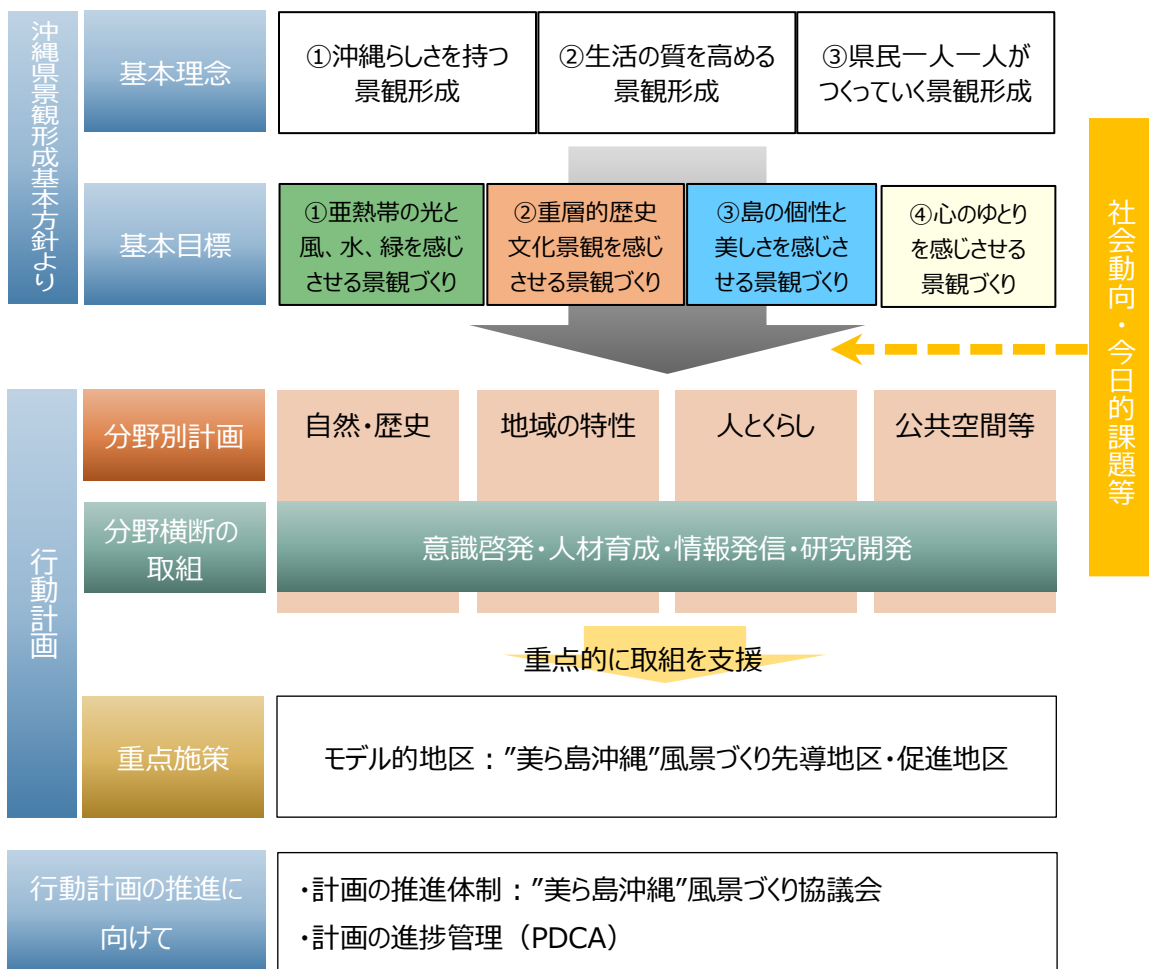 沖縄県景観形成基本方針より
基本理念
①沖縄らしさを持つ
景観形成
②生活の質を高める
景観形成
③県民一人一人が
つくっていく景観形成
基本目標
①亜熱帯の光と
風、水、緑を感じ
させる景観づくり
②重層的歴史
文化景観を感じ
させる景観づくり
③島の個性と
美しさを感じさ
せる景観づくり
④心のゆとり
を感じさせる
景観づくり
社会動向・今日的課題等
行動計画
分野別計画
自然・歴史
地域の特性
人とくらし
公共空間等
分野横断の
取組
意識啓発・人材育成・情報発信・研究開発
重点的に取組を支援
重点施策
モデル的地区：”美ら島沖縄”風景づくり先導地区・促進地区
行動計画の推進に
向けて
・計画の推進体制：”美ら島沖縄”風景づくり協議会
・計画の進捗管理（PDCA）